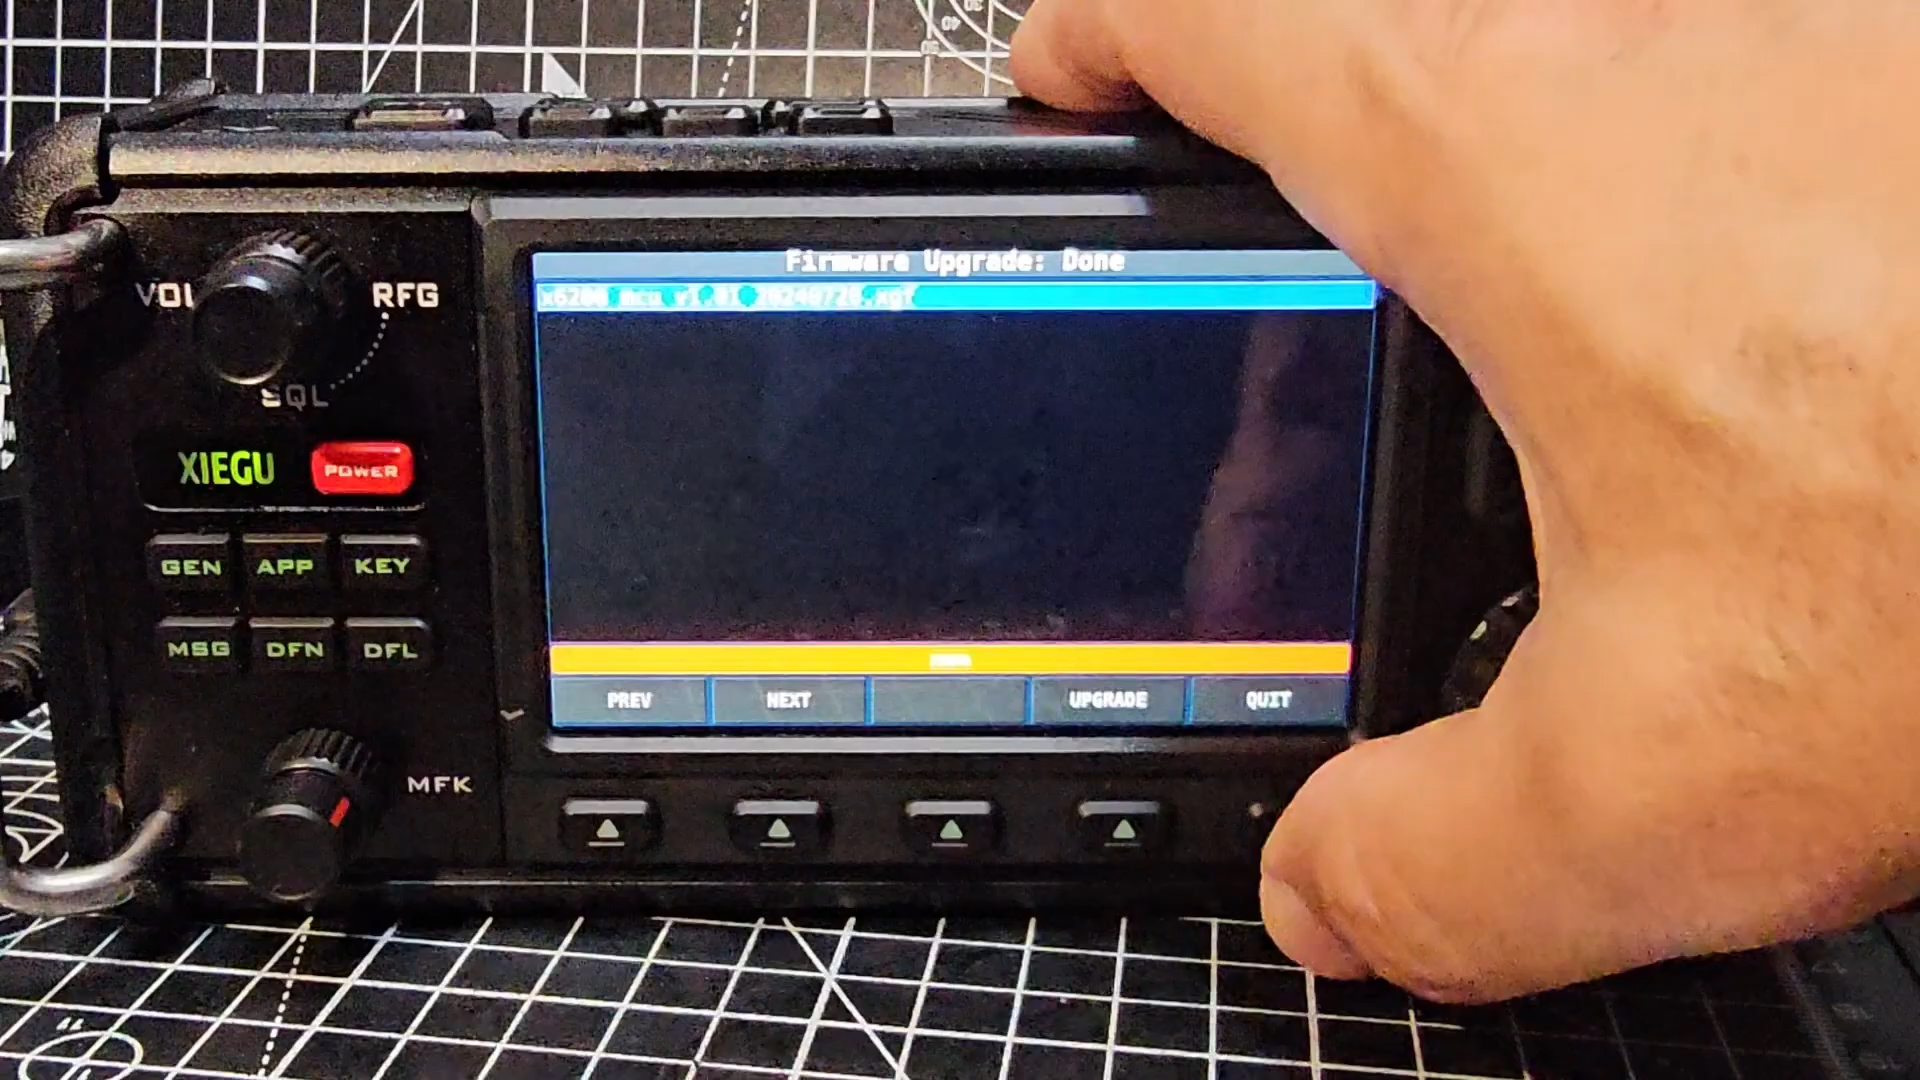 VOL
RFG
SQL
XIEGU
POWER
GEN APP KEY
MSG DFN DFL
MFK
Firmware Upgrade: Done
PREV NEXT UPGRADE QUIT